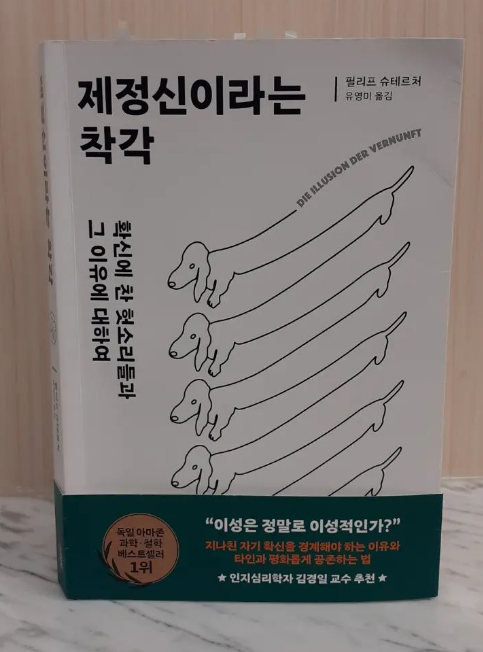 제정신이라는
착각
필리프 슈테르처
유영미 옮김
DIE ILLUSION DER VERNUNFT
확신에 찬 헛소리들과
그 이유에 대하여
독일 아마존
과학·철학
베스트셀러
1위
“이성은 정말로 이성적인가?”
지나친 자기 확신을 경계해야 하는 이유와
타인과 평화롭게 공존하는 법
★ 인지심리학자 김경일 교수 추천 ★